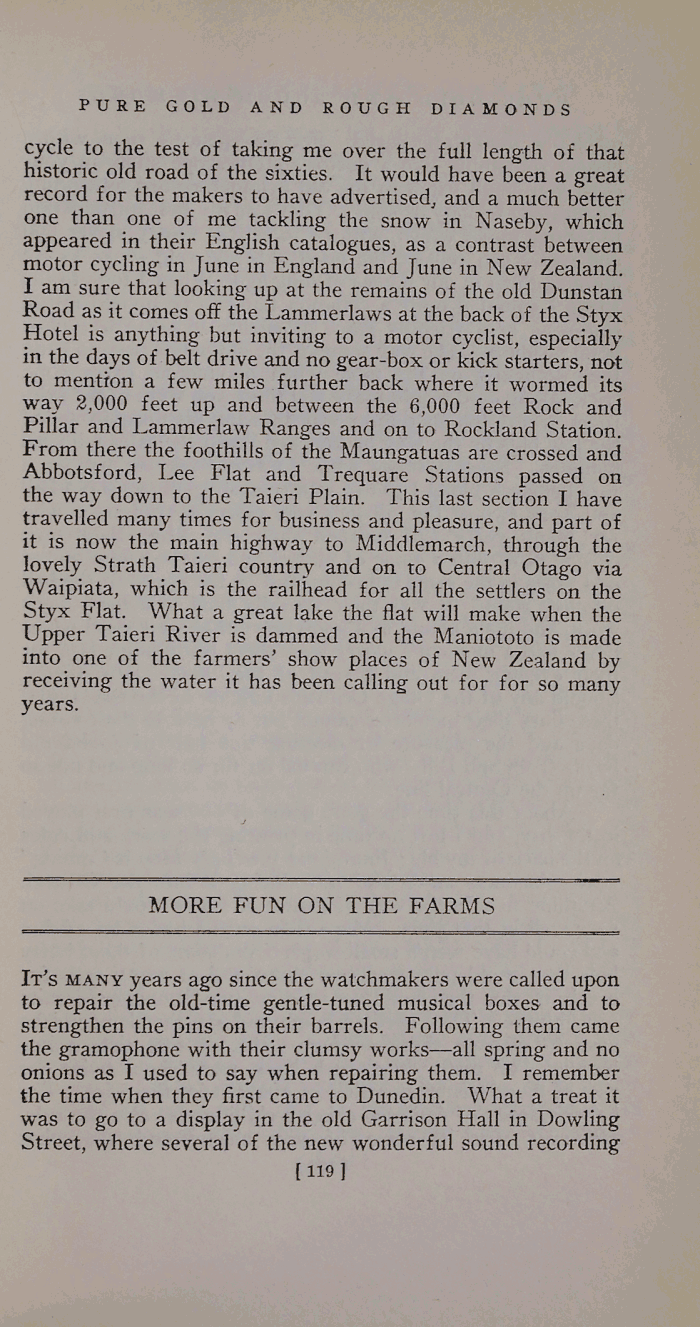 PURE GOLD AND ROUGH DIAMONDS
cycle to the test of taking me over the full length of that
historic old road of the sixties. It would have been a great
record for the makers to have advertised, and a much better
one than one of me tackling the snow in Naseby, which
appeared in their English catalogues, as a contrast between
motor cycling in June in England and June in New Zealand.
I am sure that looking up at the remains of the old Dunstan
Road as it comes off the Lammerlaws at the back of the Styx
Hotel is anything but inviting to a motor cyclist, especially
in the days of belt drive and no gear-box or kick starters, not
to mention a few miles further back where it wormed its
way 2,000 feet up and between the 6,000 feet Rock and
Pillar and Lammerlaw Ranges and on to Rockland Station.
From there the foothills of the Maungatuas are crossed and
Abbotsford, Lee Flat and Trequare Stations passed on
the way down to the Taieri Plain. This last section I have
travelled many times for business and pleasure, and part of
it is now the main highway to Middlemarch, through the
lovely Strath Taieri country and on to Central Otago via
Waipiata, which is the railhead for all the settlers on the
Styx Flat. What a great lake the flat will make when the
Upper Taieri River is dammed and the Maniototo is made
into one of the farmers' show places of New Zealand by
receiving the water it has been calling out for for so many
years.
MORE FUN ON THE FARMS
IT'S MANY years ago since the watchmakers were called upon
to repair the old-time gentle-tuned musical boxes and to
strengthen the pins on their barrels. Following them came
the gramophone with their clumsy works—all spring and no
onions as I used to say when repairing them. I remember
the time when they first came to Dunedin. What a treat it
was to go to a display in the old Garrison Hall in Dowling
Street, where several of the new wonderful sound recording
[ 119 ]